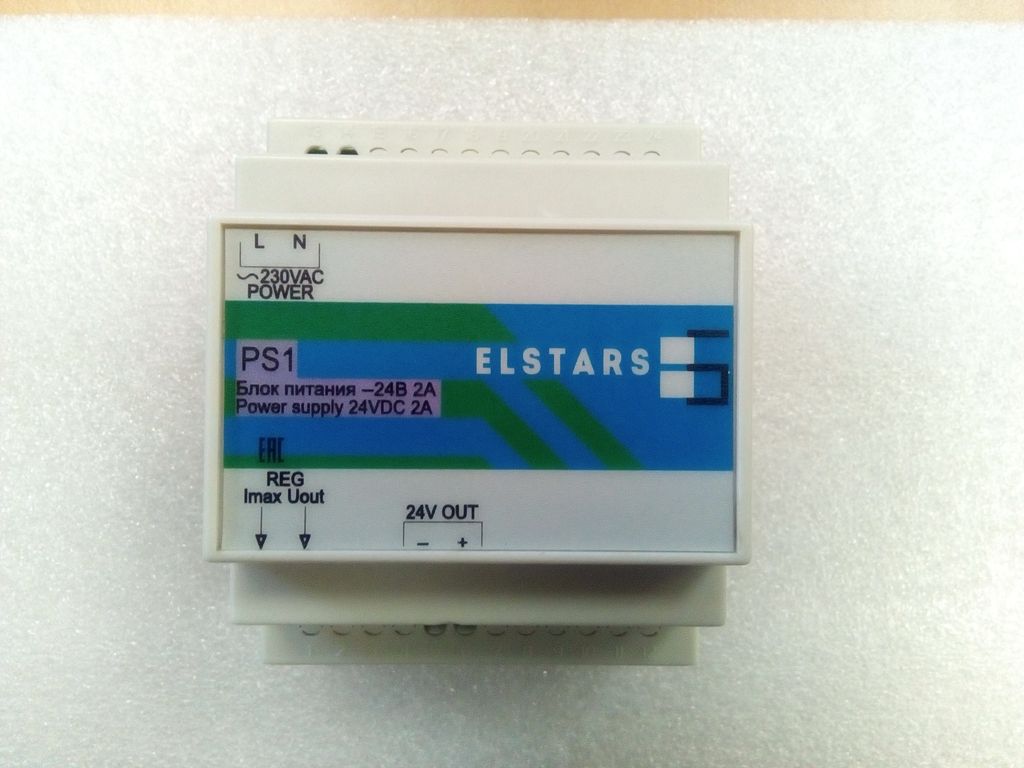 L N
~230VAC
POWER
PS1
ELSTARS
Блок питания –24В 2А
Power supply 24VDC 2A
EAC
REG
Imax Uout
24V OUT
– +